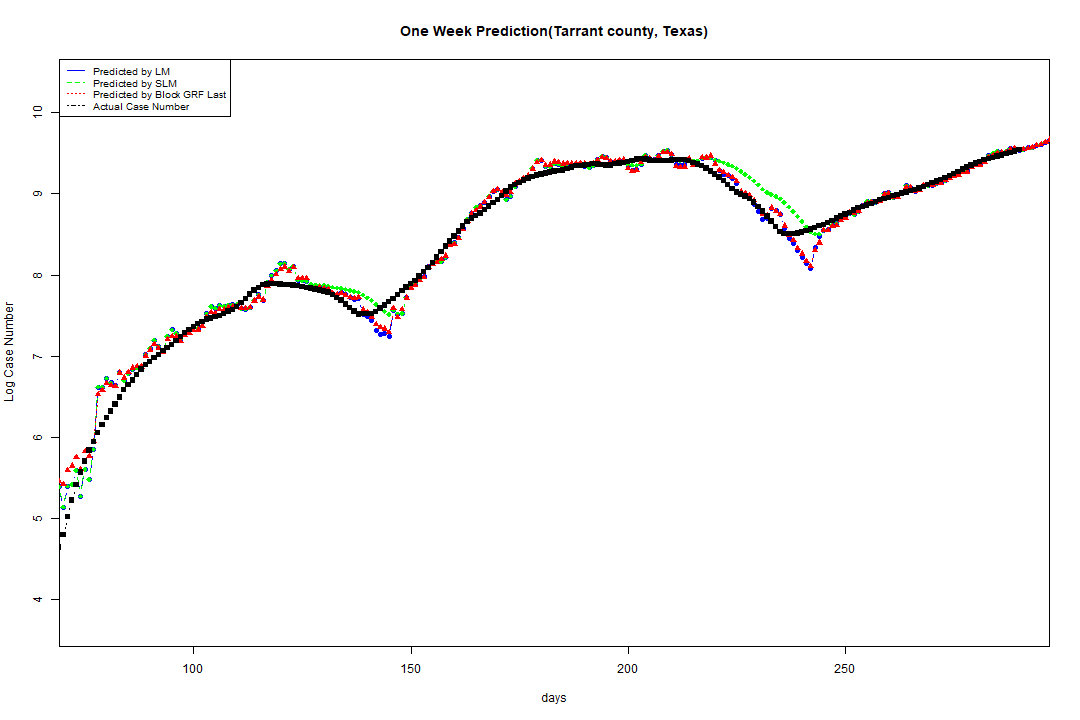 One Week Prediction(Tarrant county, Texas)
Predicted by LM
Predicted by SLM
Predicted by Block GRF Last
Actual Case Number
Log Case Number
10
9
8
7
6
5
4
100 150 200 250
days